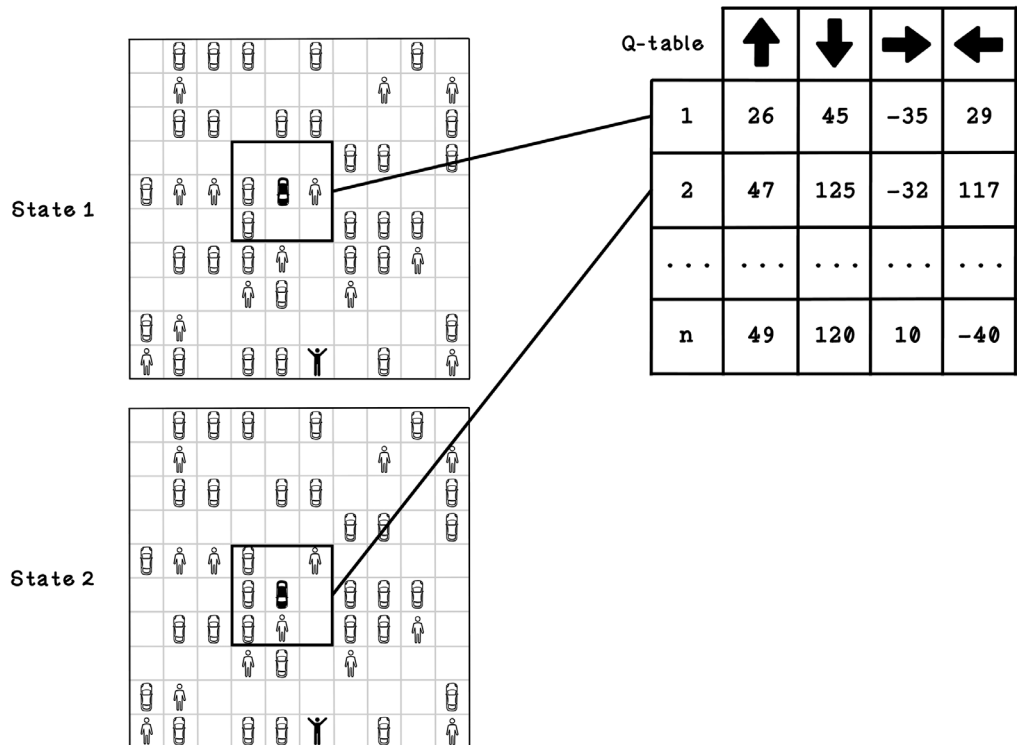 Q-table
1 26 45 -35 29
State 1
2 47 125 -32 117
... ... ... ... ...
n 49 120 10 -40
State 2